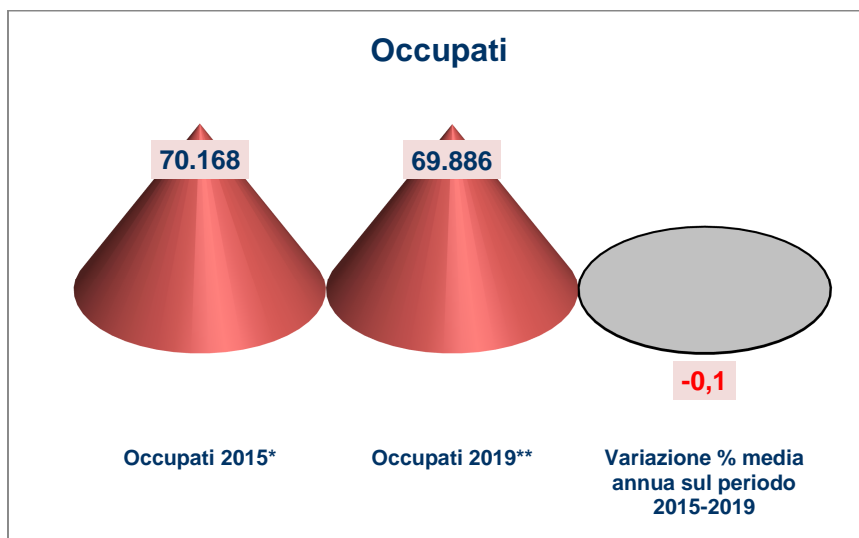 Occupati
70.168
69.886
-0,1
Occupati 2015*
Occupati 2019**
Variazione % media
annua sul periodo
2015-2019